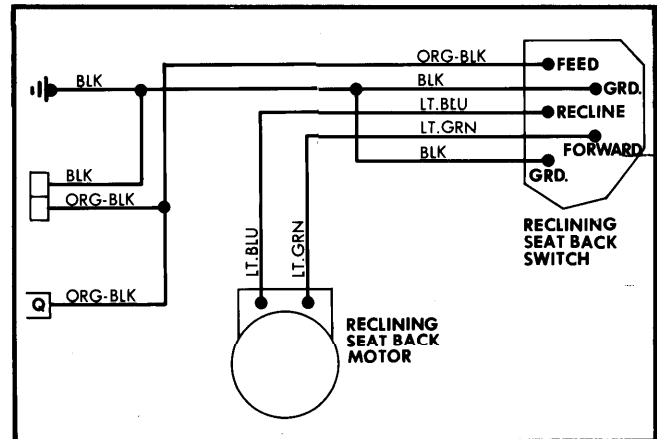 ORG-BLK
FEED
BLK
BLK
GRD.
LT.BLU
RECLINE
LT.GRN
FORWARD
BLK
GRD.
BLK
ORG-BLK
RECLINING
SEAT BACK
SWITCH
LT.BLU
LT.GRN
Q
ORG-BLK
RECLINING
SEAT BACK
MOTOR